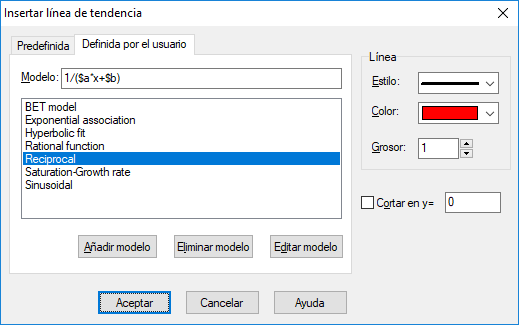 Insertar línea de tendencia
Predefinida
Definida por el usuario
Modelo:
1/($a*x+$b)
BET model
Exponential association
Hyperbolic fit
Rational function
Reciprocal
Saturation-Growth rate
Sinusoidal
Añadir modelo
Eliminar modelo
Editar modelo
Línea
Estilo:
Color:
Grosor:
1
Cortar en y=
0
Aceptar
Cancelar
Ayuda